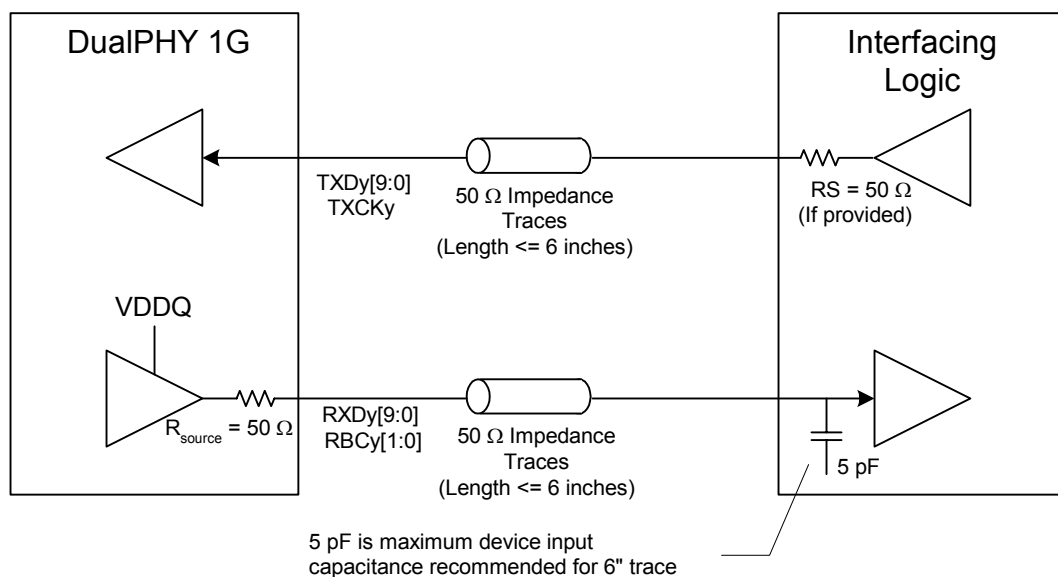 DualPHY 1G
Interfacing
Logic
TXDy[9:0]
TXCKy
50 Ω Impedance
Traces
(Length <= 6 inches)
RS = 50 Ω
(If provided)
VDDQ
Rsource = 50 Ω
RXDy[9:0]
RBCy[1:0]
50 Ω Impedance
Traces
(Length <= 6 inches)
5 pF
5 pF is maximum device input
capacitance recommended for 6" trace